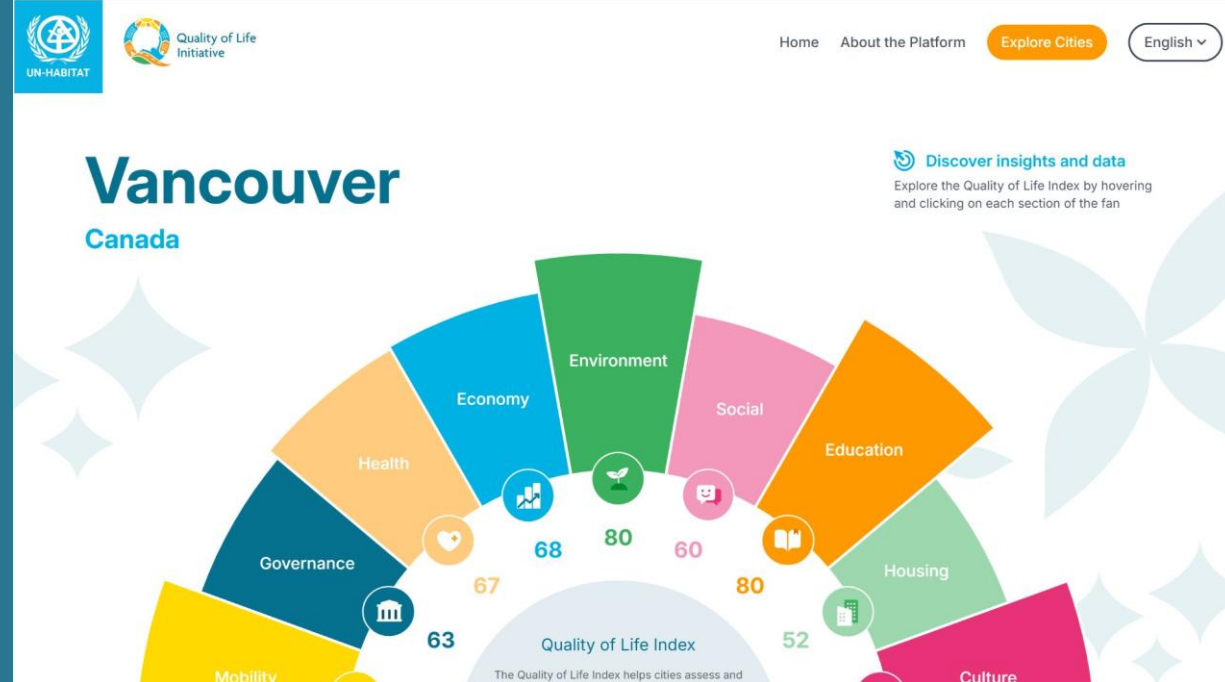 UN-HABITAT
Quality of Life
Initiative
Home
About the Platform
Explore Cities
English
Vancouver
Canada
Discover insights and data
Explore the Quality of Life Index by hovering
and clicking on each section of the fan
Environment
Economy
Social
Health
Education
Governance
Housing
Mobility
Culture
68
80
60
67
80
63
52
Quality of Life Index
The Quality of Life Index helps cities assess and